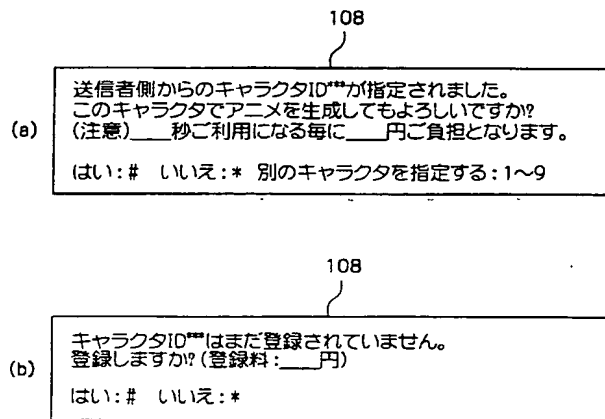 108
(a)
送信者側からのキャラクタID***が指定されました。
このキャラクタでアニメを生成してもよろしいですか?
(注意)___秒ご利用になる毎に___円ご負担となります。
はい:# いいえ:* 別のキャラクタを指定する:1～9
108
(b)
キャラクタID***はまだ登録されていません。
登録しますか?(登録料:___円)
はい:# いいえ:*